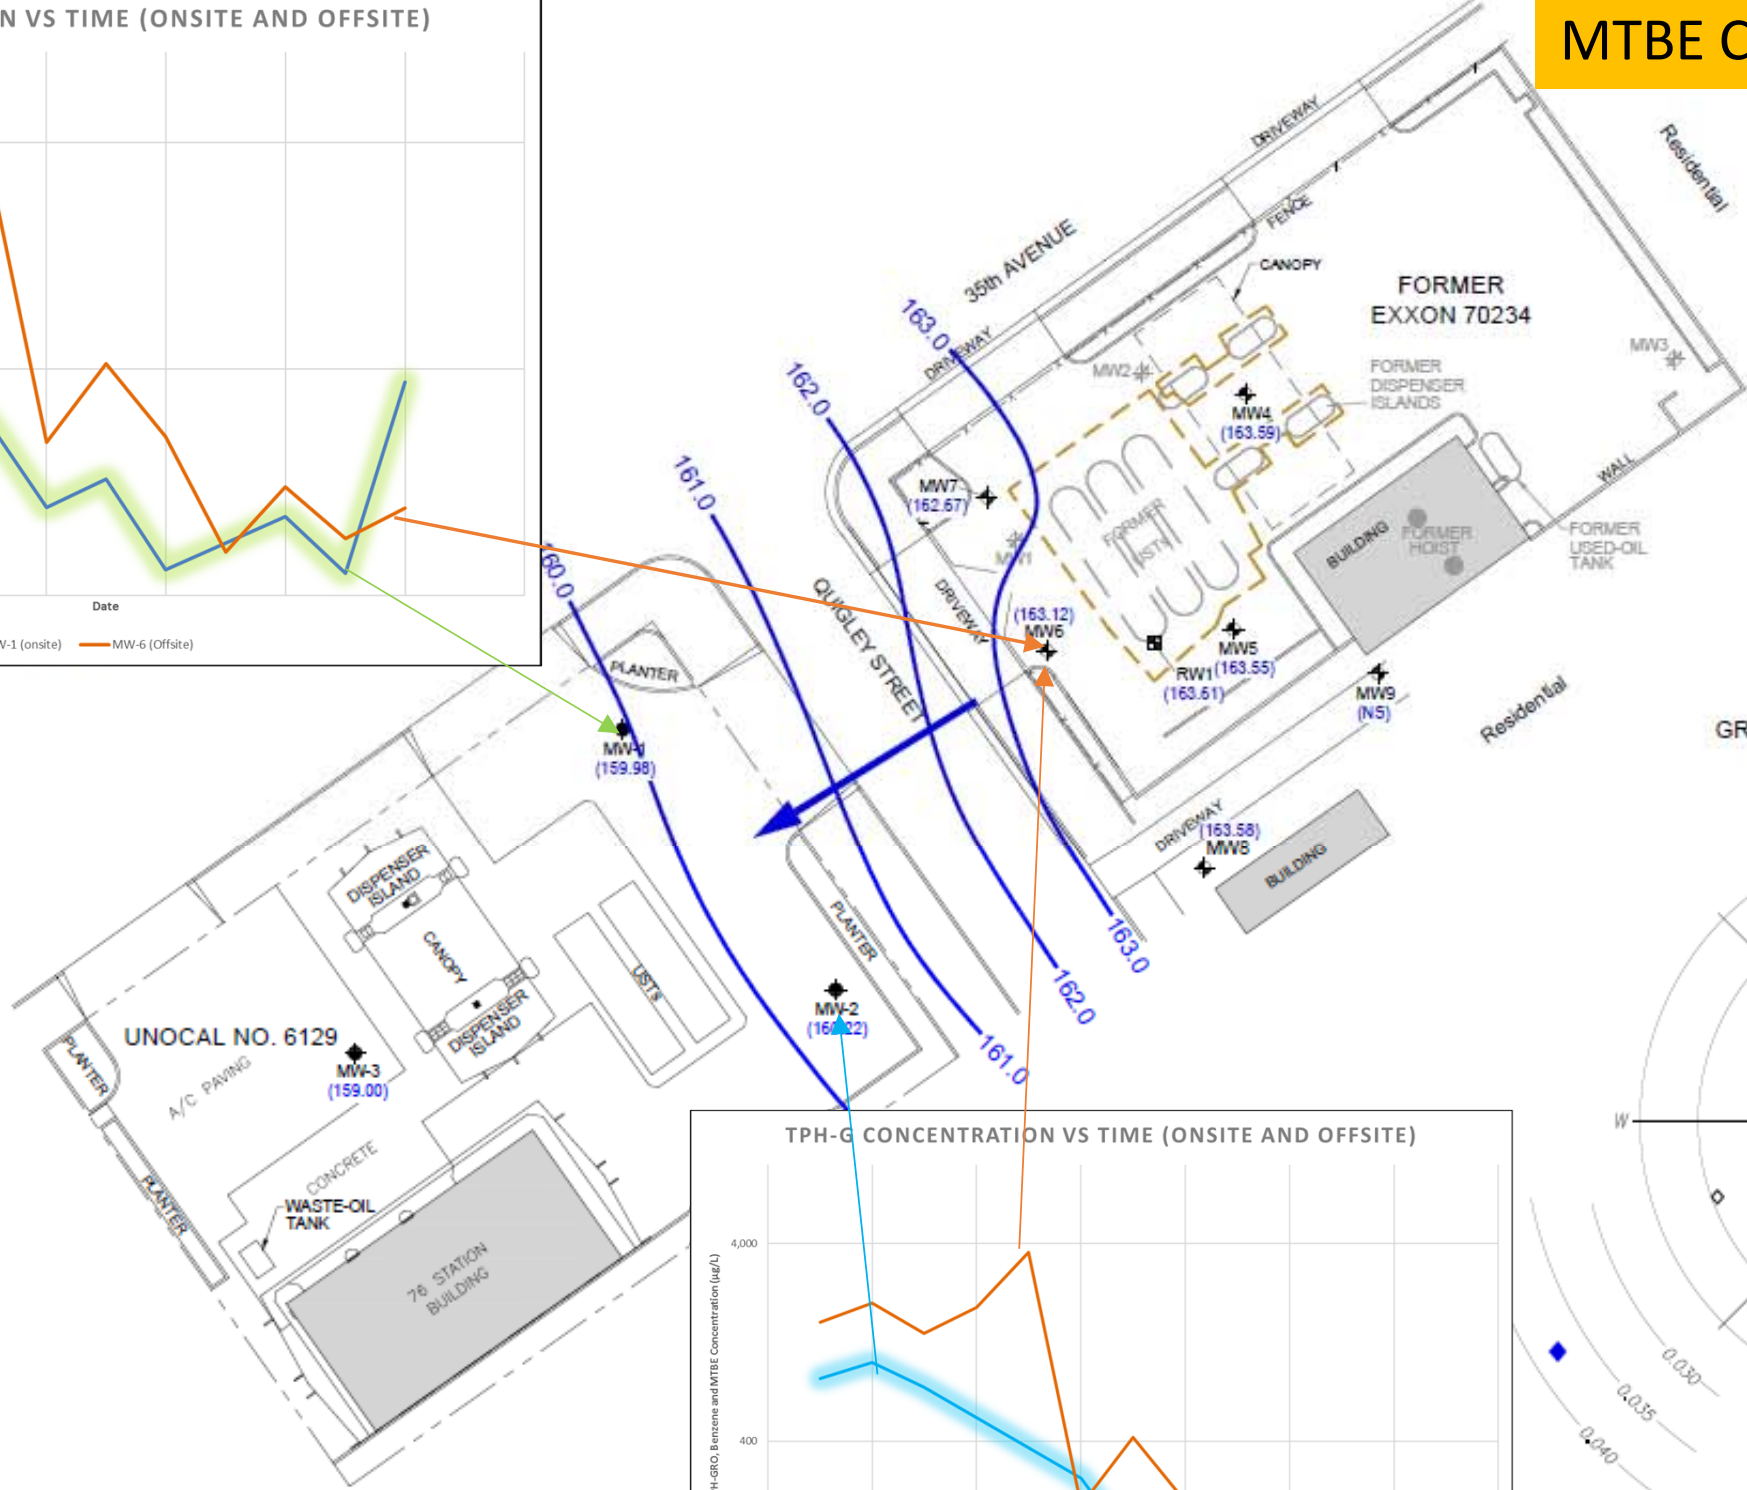 N VS TIME (ONSITE AND OFFSITE)
MTBE C
Date
W-1 (onsite)
MW-6 (Offsite)
35th AVENUE
DRIVEWAY
DRIVEWAY
FENCE
CANOPY
Residential
FORMER
EXXON 70234
MW3
MW2
FORMER
DISPENSER
ISLANDS
MW4
(163.59)
163.0
162.0
161.0
60.0
MW7
(162.67)
MW1
FORMER
USTs
WALL
BUILDING
FORMER
HOIST
FORMER
USED-OIL
TANK
QUIGLEY STREET
DRIVEWAY
(163.12)
MW6
MW5
(163.55)
RW1
(163.61)
MW9
(NS)
Residential
GR
PLANTER
MW-1
(159.98)
DRIVEWAY
(163.58)
MW8
BUILDING
DISPENSER
ISLAND
CANOPY
DISPENSER
ISLAND
USTs
PLANTER
MW-2
163.0
162.0
161.0
UNOCAL NO. 6129
MW-3
(159.00)
PLANTER
A/C PAVING
CONCRETE
PLANTER
WASTE-OIL
TANK
76 STATION
BUILDING
W
0.030
0.035
0.040
TPH-G CONCENTRATION VS TIME (ONSITE AND OFFSITE)
4,000
400
H-GRO, Benzene and MTBE Concentration (µg/L)